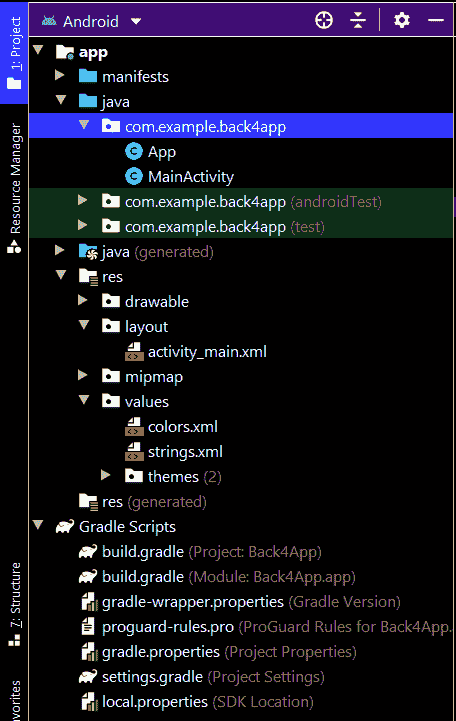 1: Project
Resource Manager
7: Structure
Android
app
manifests
java
com.example.back4app
App
MainActivity
com.example.back4app (androidTest)
com.example.back4app (test)
java (generated)
res
drawable
layout
activity_main.xml
mipmap
values
colors.xml
strings.xml
themes (2)
res (generated)
Gradle Scripts
build.gradle (Project: Back4App)
build.gradle (Module: Back4App.app)
gradle-wrapper.properties (Gradle Version)
proguard-rules.pro (ProGuard Rules for Back4App.
gradle.properties (Project Properties)
settings.gradle (Project Settings)
local.properties (SDK Location)